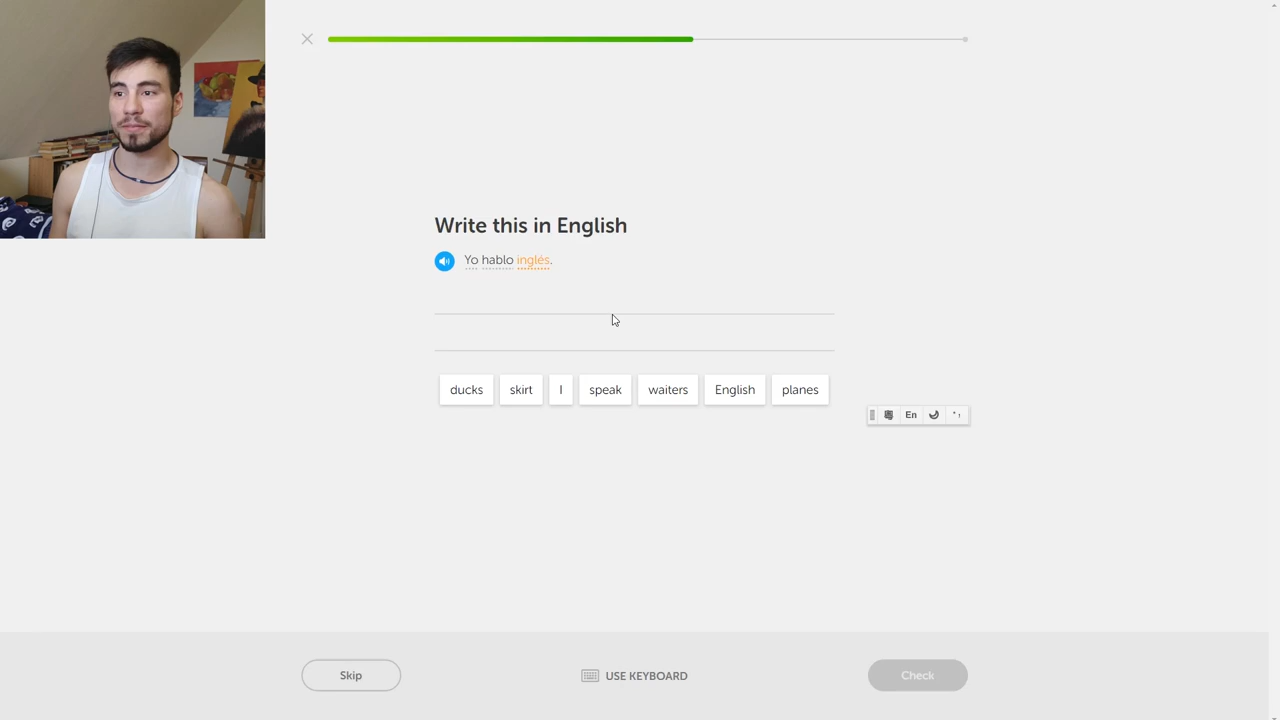 Write this in English
Yo hablo inglés.
ducks skirt I speak waiters English planes
En
Skip USE KEYBOARD Check